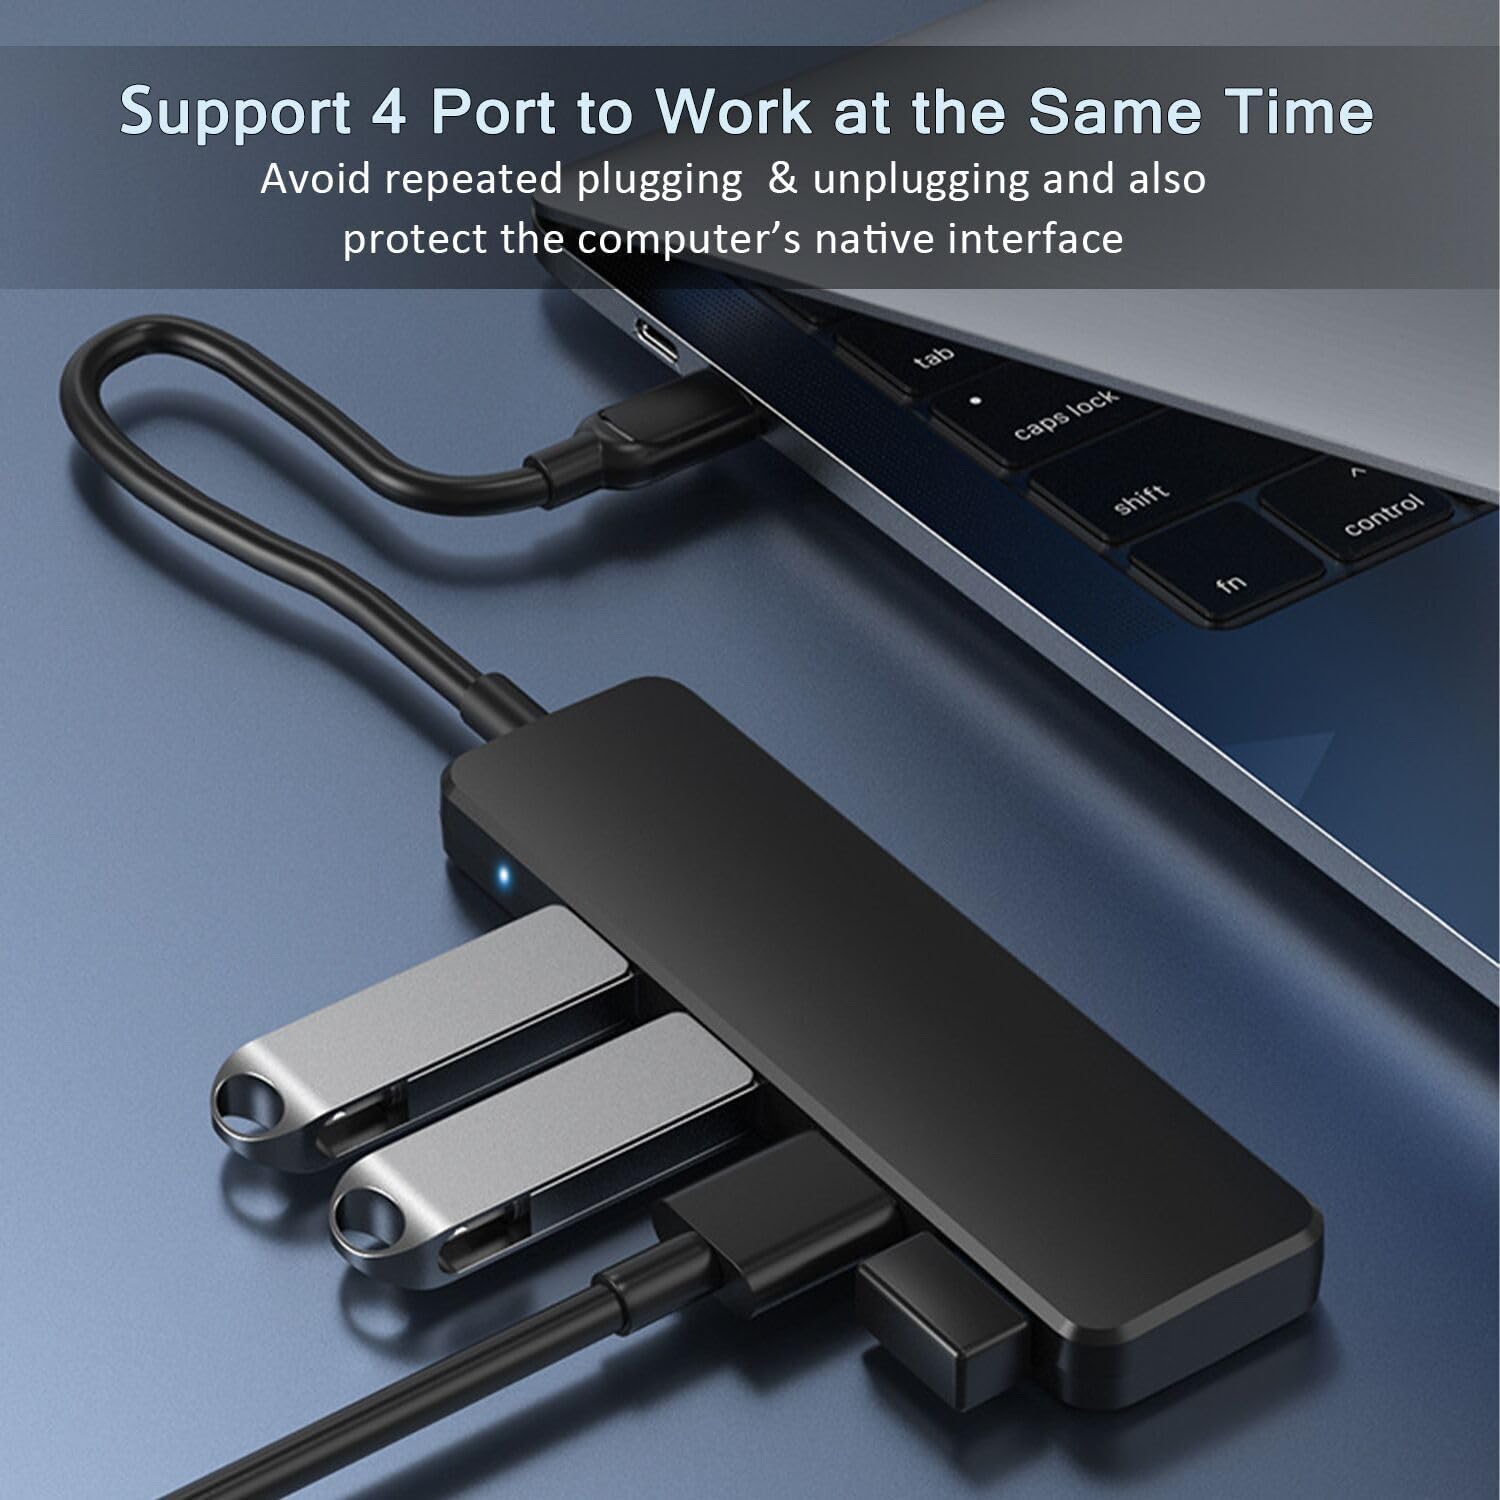 Support 4 Port to Work at the Same Time
Avoid repeated plugging & unplugging and also
protect the computer’s native interface
tab
caps lock
shift
^
control
fn